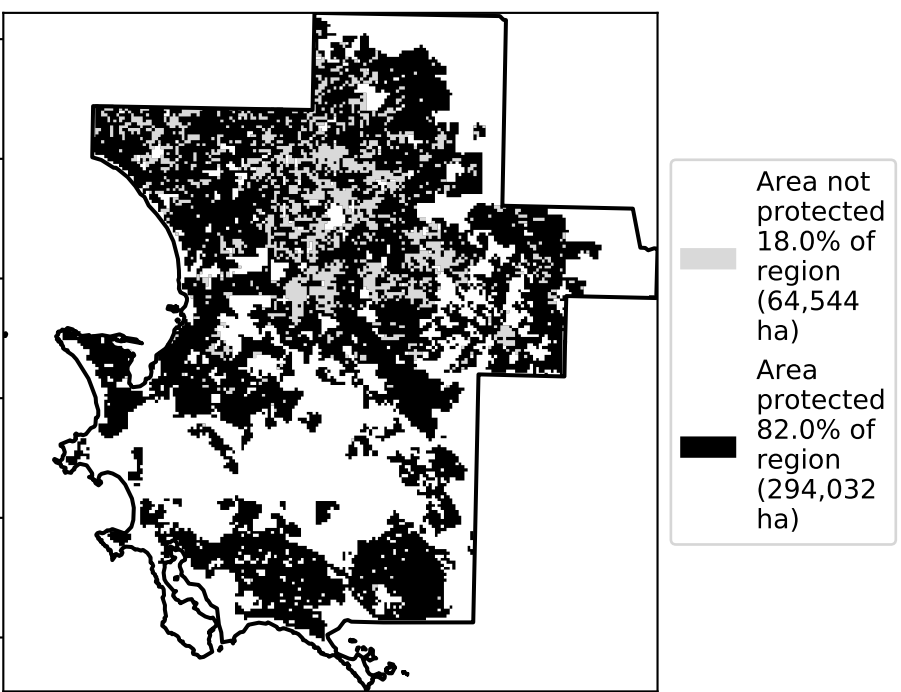 Area not
protected
18.0% of
region
(64,544
ha)
Area
protected
82.0% of
region
(294,032
ha)